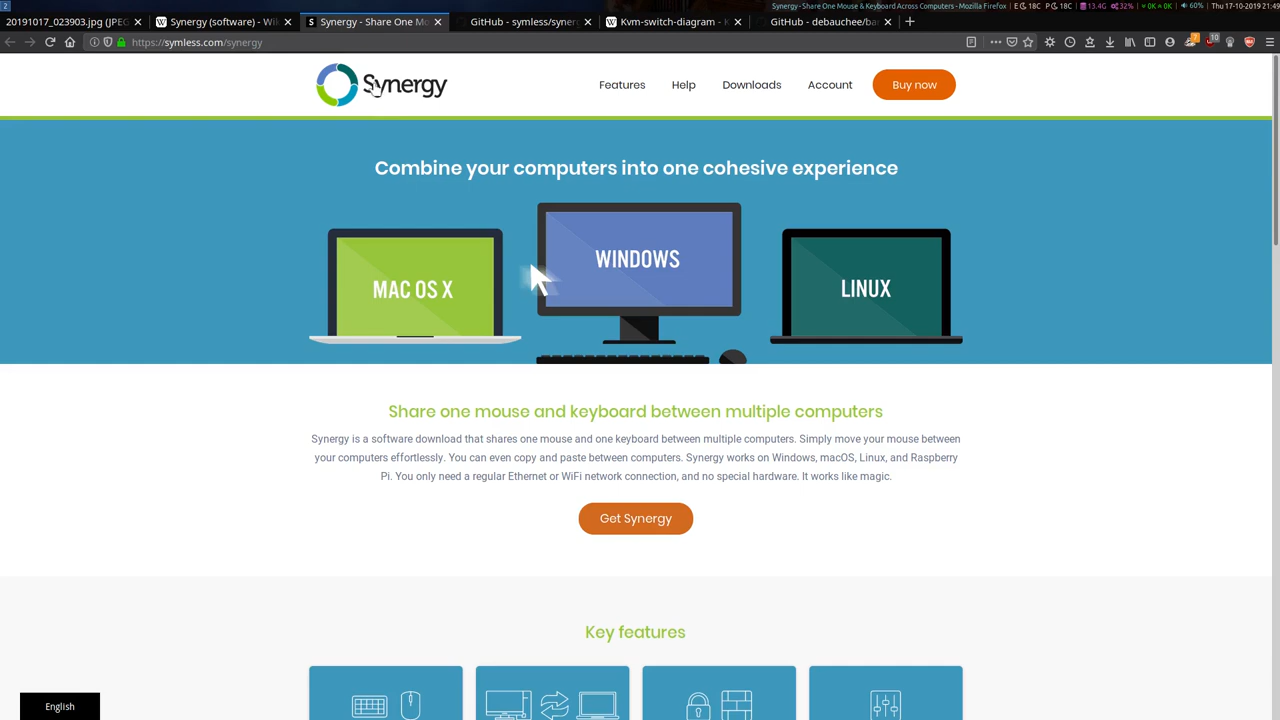 2
Synergy - Share One Mouse & Keyboard Across Computers - Mozilla Firefox
E 18C P 18C 13.4G 32% 0K 0K 60% Thu 17-10-2019 21:49
20191017_023903.jpg (JPEG
Synergy (software) - Wik
Synergy - Share One Mo
GitHub - symless/syner
Kvm-switch-diagram - K
GitHub - debauchee/bar
https://symless.com/synergy
7
10
Synergy
Features
Help
Downloads
Account
Buy now
Combine your computers into one cohesive experience
MAC OS X
WINDOWS
LINUX
Share one mouse and keyboard between multiple computers
Synergy is a software download that shares one mouse and one keyboard between multiple computers. Simply move your mouse between
your computers effortlessly. You can even copy and paste between computers. Synergy works on Windows, macOS, Linux, and Raspberry
Pi. You only need a regular Ethernet or WiFi network connection, and no special hardware. It works like magic.
Get Synergy
Key features
English